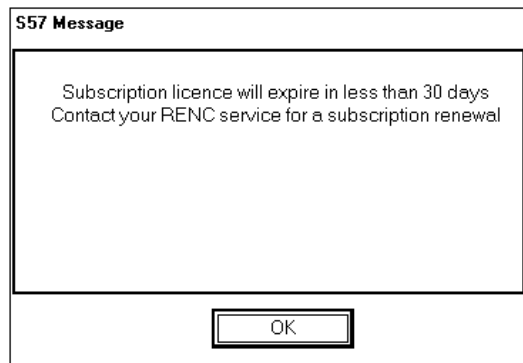 S57 Message
Subscription licence will expire in less than 30 days
Contact your RENC service for a subscription renewal
OK